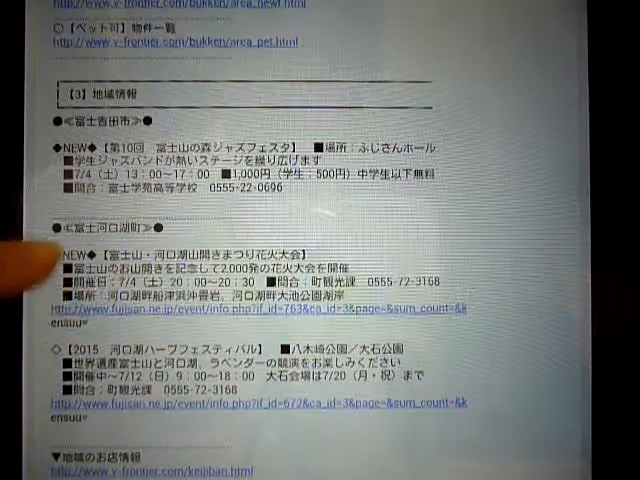 http://www.v-frontier.com/bukken/area_newf.html
○【ペット可】物件一覧
http://www.v-frontier.com/bukken/area_pet.html
【3】地域情報
●≪富士吉田市≫●
◆NEW◆【第10回 富士山の森ジャズフェスタ】 ■場所：ふじさんホール
■学生ジャズバンドが熱いステージを繰り広げます
■7/4（土）13：00～17：00 ■1,000円（学生：500円）中学生以下無料
■問合：富士学苑高等学校 0555-22-0696
●≪富士河口湖町≫●
NEW◆【富士山・河口湖山開きまつり花火大会】
■富士山のお山開きを記念して2,000発の花火大会を開催
■開催日：7/4（土）20：00～20：30 ■問合：町観光課 0555-72-3168
■場所：河口湖畔船津浜沖畳岩、河口湖畔大池公園湖岸
http://www.fujisan.ne.jp/event/info.php?if_id=763&ca_id=3&page=&sum_count=&k
ensuu=
◇【2015 河口湖ハーブフェスティバル】 ■八木崎公園／大石公園
■世界遺産富士山と河口湖、ラベンダーの競演をお楽しみください
■開催中～7/12（日）9：00～18：00 大石会場は7/20（月・祝）まで
■問合：町観光課 0555-72-3168
http://www.fujisan.ne.jp/event/info.php?if_id=672&ca_id=3&page=&sum_count=&k
ensuu=
▼地域のお店情報
http://www.v-frontier.com/keijiban.html